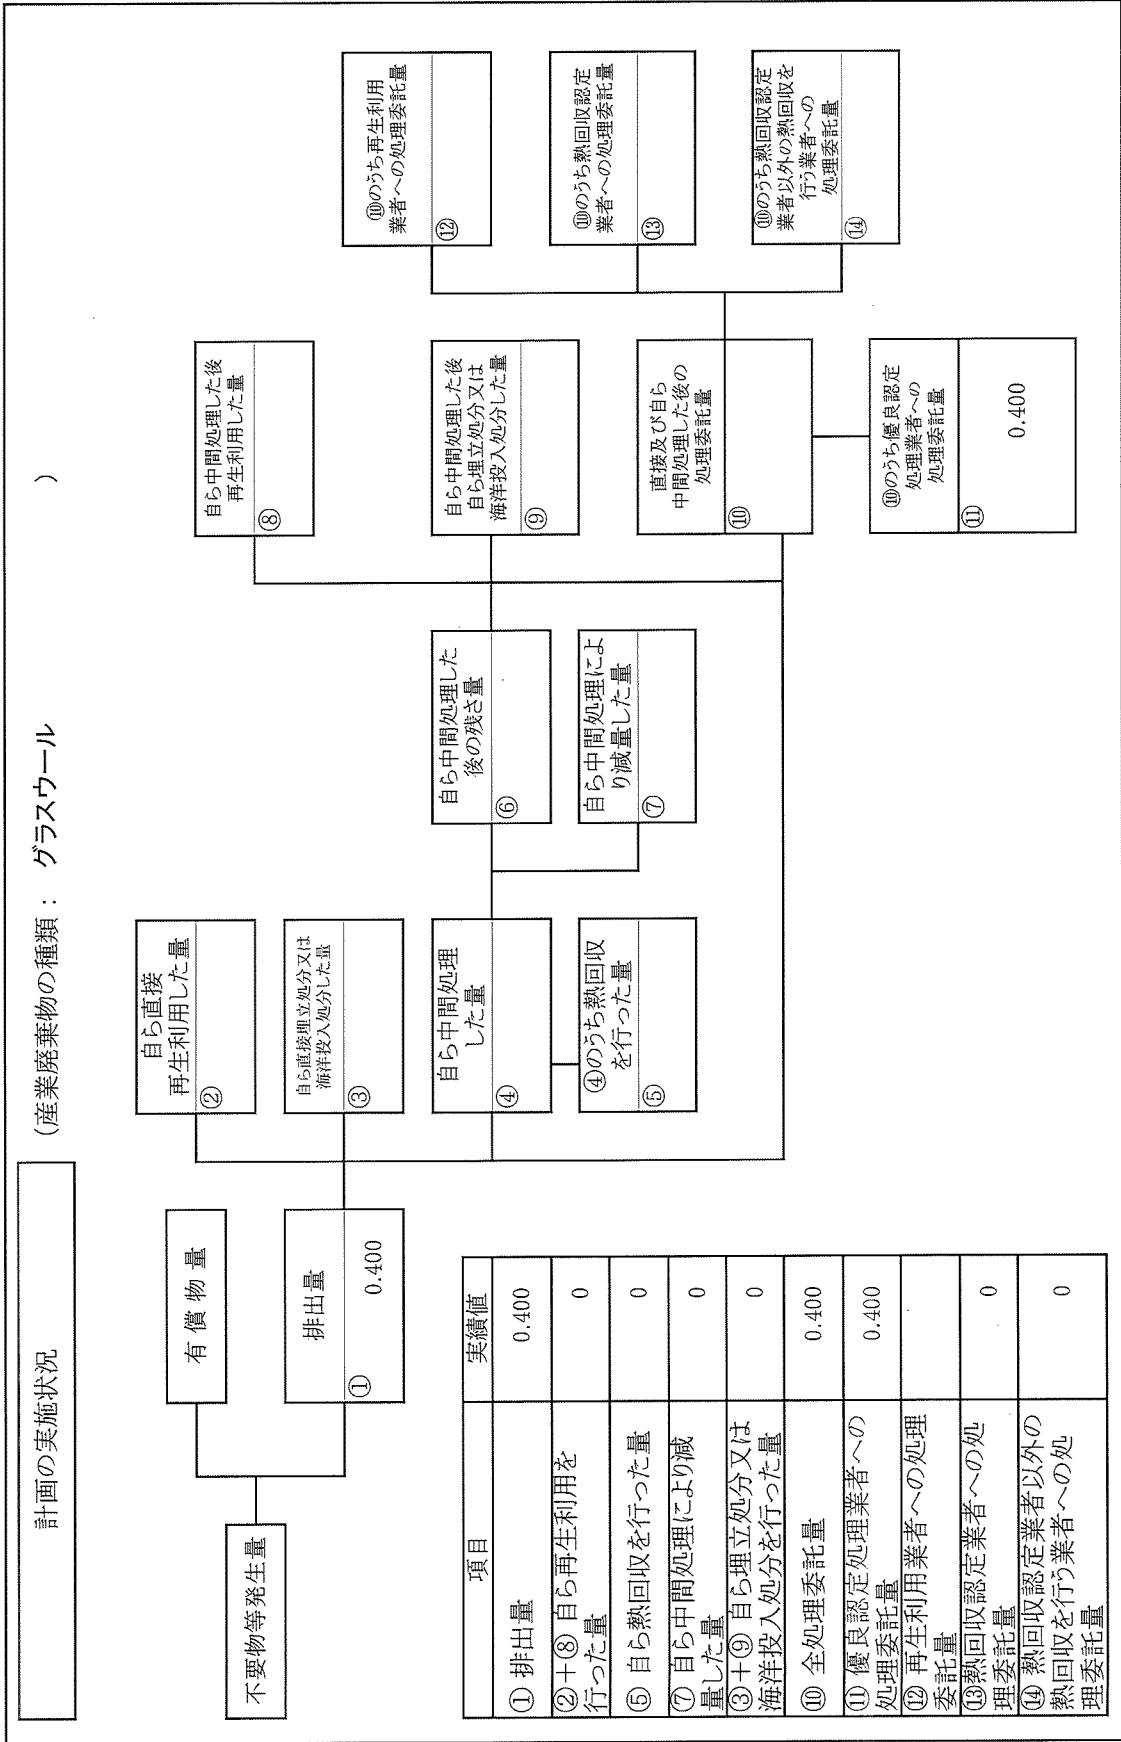 計画の実施状況
(産業廃棄物の種類： グラスウール )
不要物等発生量
有 償 物 量
排出量
① 0.400
自ら直接
再生利用した量
②
自ら直接埋立処分又は
海洋投入処分した量
③
自ら中間処理
した量
④
④のうち熱回収
を行った量
⑤
自ら中間処理した
後の残さ量
⑥
自ら中間処理によ
り減量した量
⑦
自ら中間処理した後
再生利用した量
⑧
自ら中間処理した後
自ら埋立処分又は
海洋投入処分した量
⑨
直接及び自ら
中間処理した後の
処理委託量
⑩
⑩のうち優良認定
処理業者への
処理委託量
⑪
0.400
⑩のうち再生利用
業者への処理委託量
⑫
⑩のうち熱回収認定
業者への処理委託量
⑬
⑩のうち熱回収認定
業者以外の熱回収を
行う業者への
処理委託量
⑭
項目 実績値
① 排出量 0.400
②＋⑧ 自ら再生利用を
行った量 0
⑤ 自ら熱回収を行った量 0
⑦ 自ら中間処理により減
量した量 0
③＋⑨ 自ら埋立処分又は
海洋投入処分を行った量 0
⑩ 全処理委託量 0.400
⑪ 優良認定処理業者への
処理委託量 0.400
⑫ 再生利用業者への処理
委託量
⑬熱回収認定業者への処
理委託量 0
⑭ 熱回収認定業者以外の
熱回収を行う業者への処
理委託量 0